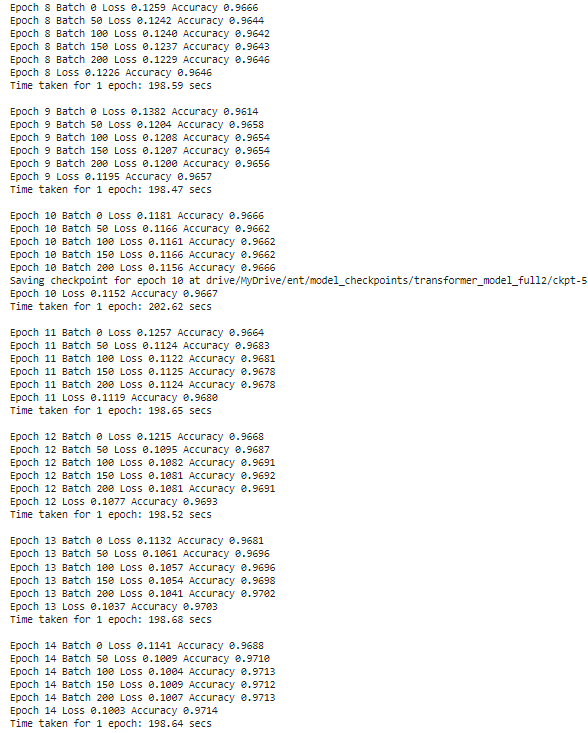 Epoch 8 Batch 0 Loss 0.1259 Accuracy 0.9666
Epoch 8 Batch 50 Loss 0.1242 Accuracy 0.9644
Epoch 8 Batch 100 Loss 0.1240 Accuracy 0.9642
Epoch 8 Batch 150 Loss 0.1237 Accuracy 0.9643
Epoch 8 Batch 200 Loss 0.1229 Accuracy 0.9646
Epoch 8 Loss 0.1226 Accuracy 0.9646
Time taken for 1 epoch: 198.59 secs
Epoch 9 Batch 0 Loss 0.1382 Accuracy 0.9614
Epoch 9 Batch 50 Loss 0.1204 Accuracy 0.9658
Epoch 9 Batch 100 Loss 0.1208 Accuracy 0.9654
Epoch 9 Batch 150 Loss 0.1207 Accuracy 0.9654
Epoch 9 Batch 200 Loss 0.1200 Accuracy 0.9656
Epoch 9 Loss 0.1195 Accuracy 0.9657
Time taken for 1 epoch: 198.47 secs
Epoch 10 Batch 0 Loss 0.1181 Accuracy 0.9666
Epoch 10 Batch 50 Loss 0.1166 Accuracy 0.9662
Epoch 10 Batch 100 Loss 0.1161 Accuracy 0.9662
Epoch 10 Batch 150 Loss 0.1166 Accuracy 0.9662
Epoch 10 Batch 200 Loss 0.1156 Accuracy 0.9666
Saving checkpoint for epoch 10 at drive/MyDrive/ent/model_checkpoints/transformer_model_full2/ckpt-5
Epoch 10 Loss 0.1152 Accuracy 0.9667
Time taken for 1 epoch: 202.62 secs
Epoch 11 Batch 0 Loss 0.1257 Accuracy 0.9664
Epoch 11 Batch 50 Loss 0.1124 Accuracy 0.9683
Epoch 11 Batch 100 Loss 0.1122 Accuracy 0.9681
Epoch 11 Batch 150 Loss 0.1125 Accuracy 0.9678
Epoch 11 Batch 200 Loss 0.1124 Accuracy 0.9678
Epoch 11 Loss 0.1119 Accuracy 0.9680
Time taken for 1 epoch: 198.65 secs
Epoch 12 Batch 0 Loss 0.1215 Accuracy 0.9668
Epoch 12 Batch 50 Loss 0.1095 Accuracy 0.9687
Epoch 12 Batch 100 Loss 0.1082 Accuracy 0.9691
Epoch 12 Batch 150 Loss 0.1081 Accuracy 0.9692
Epoch 12 Batch 200 Loss 0.1081 Accuracy 0.9691
Epoch 12 Loss 0.1077 Accuracy 0.9693
Time taken for 1 epoch: 198.52 secs
Epoch 13 Batch 0 Loss 0.1132 Accuracy 0.9681
Epoch 13 Batch 50 Loss 0.1061 Accuracy 0.9696
Epoch 13 Batch 100 Loss 0.1057 Accuracy 0.9696
Epoch 13 Batch 150 Loss 0.1054 Accuracy 0.9698
Epoch 13 Batch 200 Loss 0.1041 Accuracy 0.9702
Epoch 13 Loss 0.1037 Accuracy 0.9703
Time taken for 1 epoch: 198.68 secs
Epoch 14 Batch 0 Loss 0.1141 Accuracy 0.9688
Epoch 14 Batch 50 Loss 0.1009 Accuracy 0.9710
Epoch 14 Batch 100 Loss 0.1004 Accuracy 0.9713
Epoch 14 Batch 150 Loss 0.1009 Accuracy 0.9712
Epoch 14 Batch 200 Loss 0.1007 Accuracy 0.9713
Epoch 14 Loss 0.1003 Accuracy 0.9714
Time taken for 1 epoch: 198.64 secs